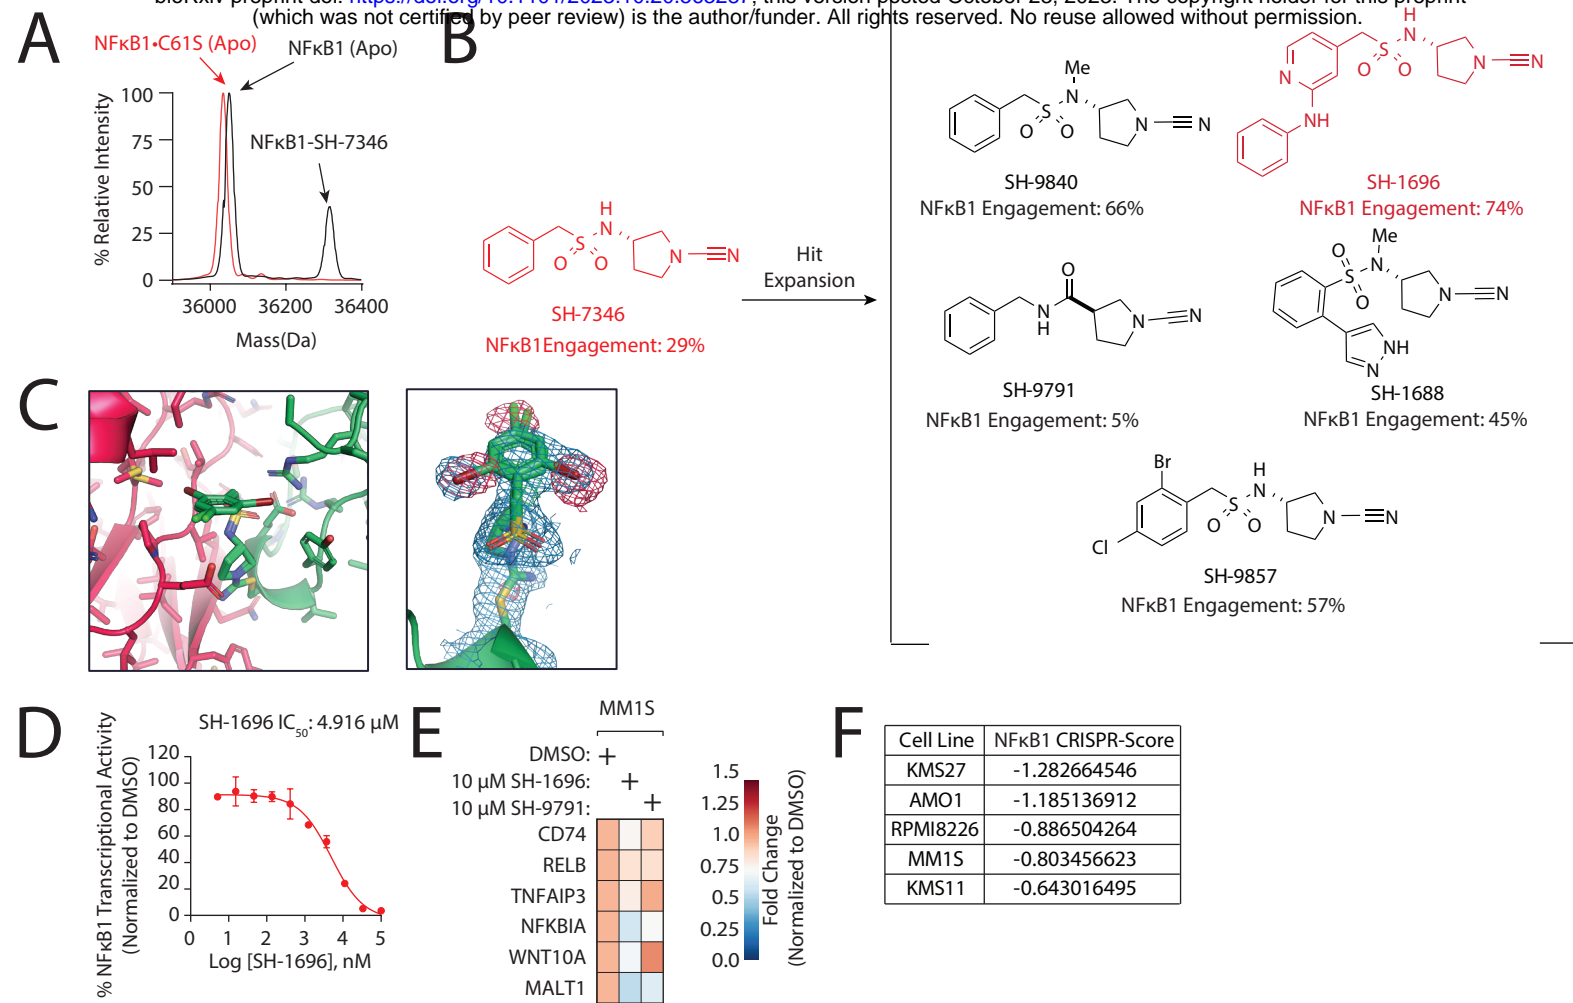 (which was not certified by peer review) is the author/funder. All rights reserved. No reuse allowed without permission.
A
NFκB1•C61S (Apo)
NFκB1 (Apo)
NFκB1-SH-7346
% Relative Intensity
100
75
50
25
0
36000 36200 36400
Mass(Da)
B
H
N
S
O O
N
N
SH-7346
NFκB1Engagement: 29%
Hit
Expansion
Me
N
S
O O
N
N
SH-9840
NFκB1 Engagement: 66%
H
N
S
O O
N
N
N
NH
SH-1696
NFκB1 Engagement: 74%
O
N
H
N
N
SH-9791
NFκB1 Engagement: 5%
Me
O
N
S
O
N
N
NH
N
SH-1688
NFκB1 Engagement: 45%
Br
H
N
S
O O
N
N
Cl
SH-9857
NFκB1 Engagement: 57%
C
D
SH-1696 IC50: 4.916 μM
% NFκB1 Transcriptional Activity
(Normalized to DMSO)
120
100
80
60
40
20
0
0 1 2 3 4 5
Log [SH-1696], nM
E
MM1S
DMSO: +
10 μM SH-1696: +
10 μM SH-9791: +
CD74
RELB
TNFAIP3
NFKBIA
WNT10A
MALT1
1.5
1.25
1.0
0.75
0.5
0.25
0.0
Fold Change
(Normalized to DMSO)
F
Cell Line NFκB1 CRISPR-Score
KMS27 -1.282664546
AMO1 -1.185136912
RPMI8226 -0.886504264
MM1S -0.803456623
KMS11 -0.643016495